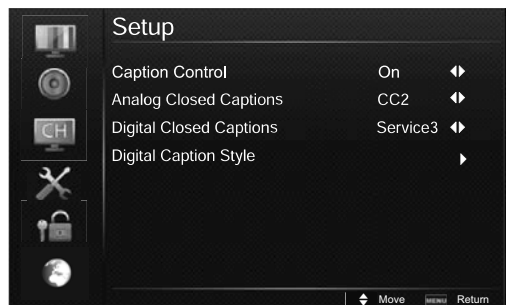 Setup
Caption Control On
Analog Closed Captions CC2
Digital Closed Captions Service3
Digital Caption Style
CH
Move MENU Return